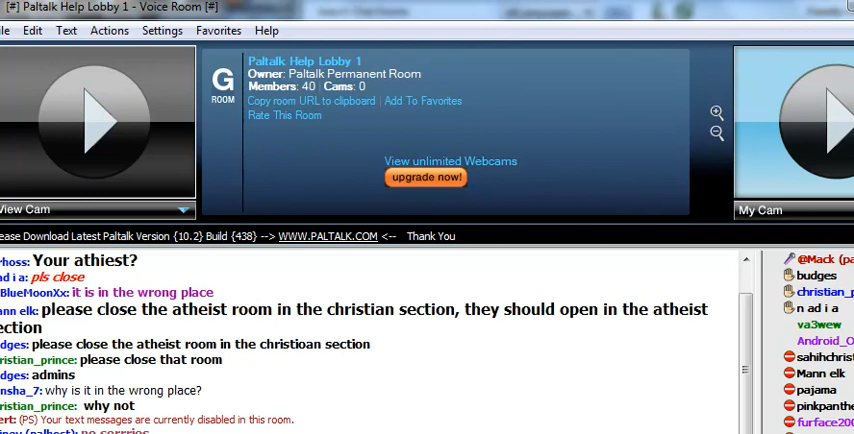 [#] Paltalk Help Lobby 1 - Voice Room [#]
Edit Text Actions Settings Favorites Help
Paltalk Help Lobby 1
G
ROOM
Owner: Paltalk Permanent Room
Members: 40 | Cams: 0
Copy room URL to clipboard | Add To Favorites
Rate This Room
View unlimited Webcams
upgrade now!
View Cam
My Cam
ease Download Latest Paltalk Version {10.2} Build {438} --> WWW.PALTALK.COM <-- Thank You
rhoss: Your athiest?
ad i a: pls close
BlueMoonXx: it is in the wrong place
ann elk: please close the atheist room in the christian section, they should open in the atheist
ection
dges: please close the atheist room in the christioan section
ristian_prince: please close that room
dges: admins
nsha_7: why is it in the wrong place?
ristian_prince: why not
ert: (PS) Your text messages are currently disabled in this room.
@Mack (pa
budges
christian_p
n ad i a
va3wew
Android_O
sahihchrist
Mann elk
pajama
pinkpanthe
furface200